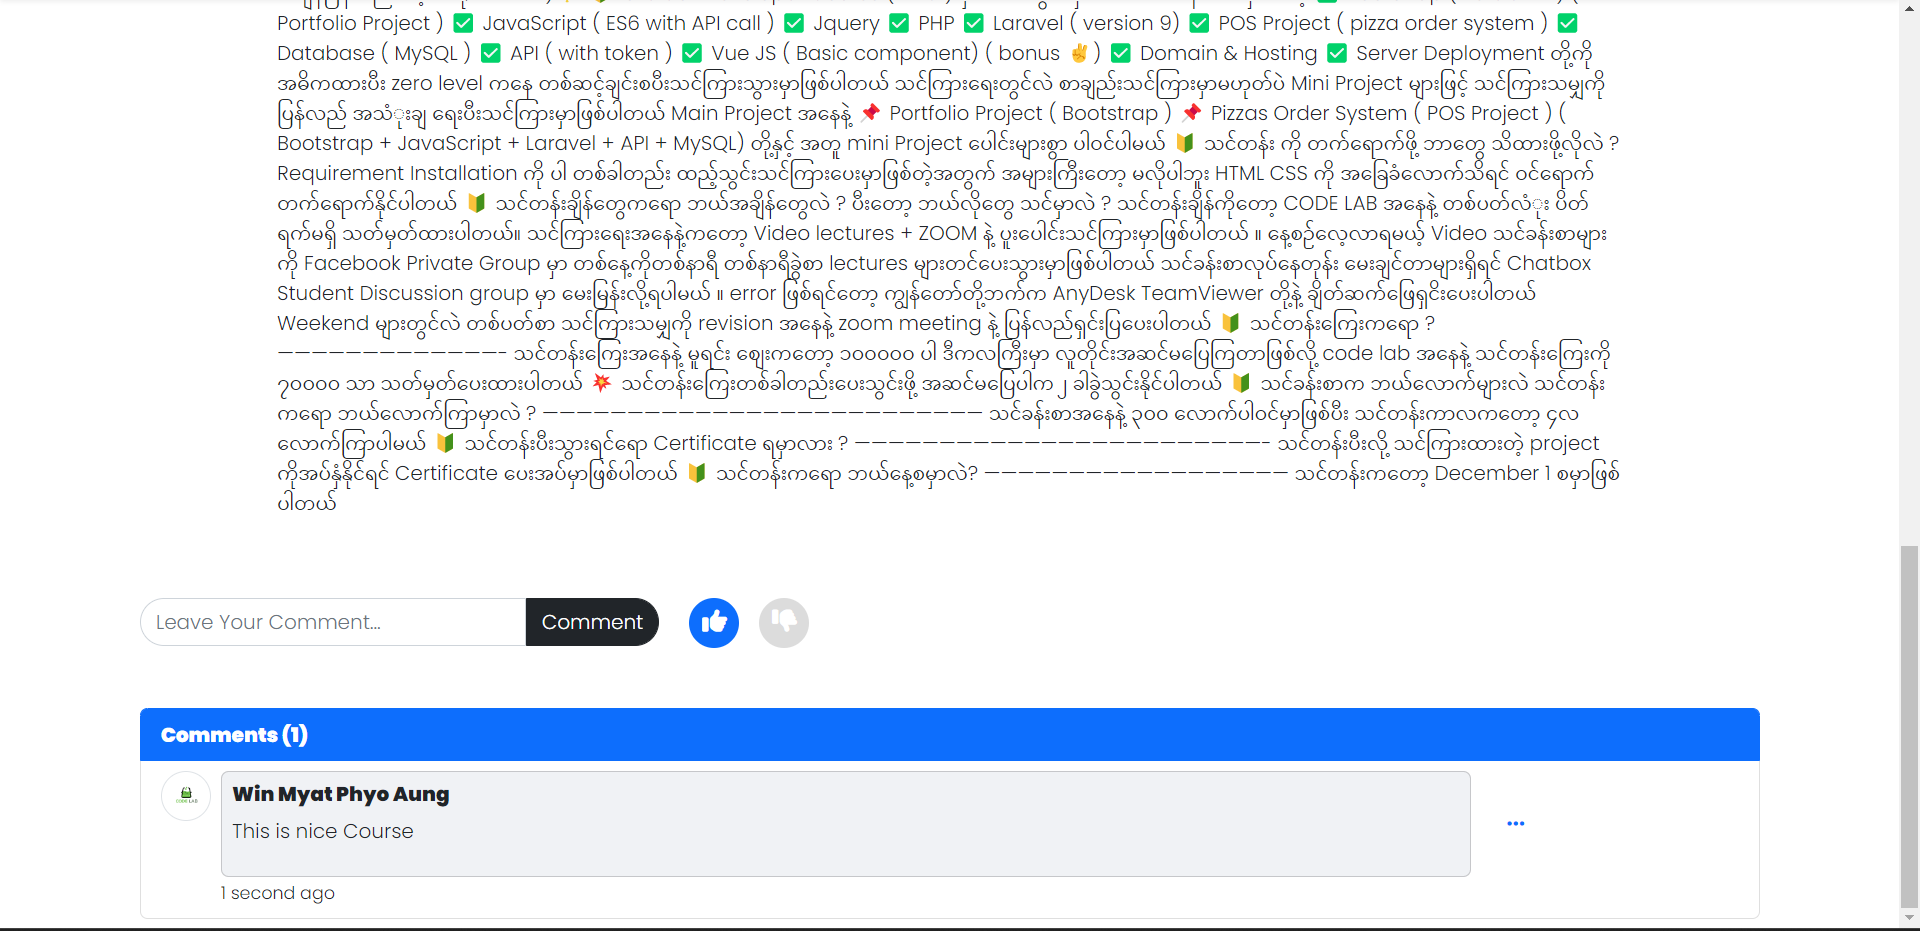 Portfolio Project ) ✅ JavaScript ( ES6 with API call ) ✅ Jquery ✅ PHP ✅ Laravel ( version 9) ✅ POS Project ( pizza order system ) ✅
Database ( MySQL ) ✅ API ( with token ) ✅ Vue JS ( Basic component) ( bonus ✌️) ✅ Domain & Hosting ✅ Server Deployment တို့ကို
အဓိကထားပီး zero level ကနေ တစ်ဆင့်ချင်းစပီးသင်ကြားသွားမှာဖြစ်ပါတယ် သင်ကြားရေးတွင်လဲ စာချည်းသင်ကြားမှာမဟုတ်ပဲ Mini Project များဖြင့် သင်ကြားသမျှကို
ပြန်လည် အသံုးချ ရေးပီးသင်ကြားမှာဖြစ်ပါတယ် Main Project အနေနဲ့ 📌 Portfolio Project ( Bootstrap ) 📌 Pizzas Order System ( POS Project ) (
Bootstrap + JavaScript + Laravel + API + MySQL) တို့နှင့် အတူ mini Project ပေါင်းများစွာ ပါဝင်ပါမယ် 🔰 သင်တန်း ကို တက်ရောက်ဖို့ ဘာတွေ သိထားဖို့လိုလဲ ?
Requirement Installation ကို ပါ တစ်ခါတည်း ထည့်သွင်းသင်ကြားပေးမှာဖြစ်တဲ့အတွက် အများကြီးတော့ မလိုပါဘူး HTML CSS ကို အခြေခံလောက်သိရင် ဝင်ရောက်
တက်ရောက်နိုင်ပါတယ် 🔰 သင်တန်းချိန်တွေကရော ဘယ်အချိန်တွေလဲ ? ပီးတော့ ဘယ်လိုတွေ သင်မှာလဲ ? သင်တန်းချိန်ကိုတော့ CODE LAB အနေနဲ့ တစ်ပတ်လံုး ပိတ်
ရက်မရှိ သတ်မှတ်ထားပါတယ်။ သင်ကြားရေးအနေနဲ့ကတော့ Video lectures + ZOOM နဲ့ ပူးပေါင်းသင်ကြားမှာဖြစ်ပါတယ် ။ နေ့စဉ်လေ့လာရမယ့် Video သင်ခန်းစာများ
ကို Facebook Private Group မှာ တစ်နေ့ကိုတစ်နာရီ တစ်နာရီခွဲစာ lectures များတင်ပေးသွားမှာဖြစ်ပါတယ် သင်ခန်းစာလုပ်နေတုန်း မေးချင်တာများရှိရင် Chatbox
Student Discussion group မှာ မေးမြန်းလို့ရပါမယ် ။ error ဖြစ်ရင်တော့ ကျွန်တော်တို့ဘက်က AnyDesk TeamViewer တို့နဲ့ ချိတ်ဆက်ဖြေရှင်းပေးပါတယ်
Weekend များတွင်လဲ တစ်ပတ်စာ သင်ကြားသမျှကို revision အနေနဲ့ zoom meeting နဲ့ ပြန်လည်ရှင်းပြပေးပါတယ် 🔰 သင်တန်းကြေးကရော ?
—————————————- သင်တန်းကြေးအနေနဲ့ မူရင်း ဈေးကတော့ ၁၀၀၀၀၀ ပါ ဒီကလကြီးမှာ လူတိုင်းအဆင်မပြေကြတာဖြစ်လို့ code lab အနေနဲ့ သင်တန်းကြေးကို
၇၀၀၀၀ သာ သတ်မှတ်ပေးထားပါတယ် 💥 သင်တန်းကြေးတစ်ခါတည်းပေးသွင်းဖို့ အဆင်မပြေပါက ၂ ခါခွဲသွင်းနိုင်ပါတယ် 🔰 သင်ခန်းစာက ဘယ်လောက်များလဲ သင်တန်း
ကရော ဘယ်လောက်ကြာမှာလဲ ? —————————————————————————— သင်ခန်းစာအနေနဲ့ ၃၀၀ လောက်ပါဝင်မှာဖြစ်ပီး သင်တန်းကာလကတော့ ၄လ
လောက်ကြာပါမယ် 🔰 သင်တန်းပီးသွားရင်ရော Certificate ရမှာလား ? ————————————————————————- သင်တန်းပီးလို့ သင်ကြားထားတဲ့ project
ကိုအပ်နှံနိုင်ရင် Certificate ပေးအပ်မှာဖြစ်ပါတယ် 🔰 သင်တန်းကရော ဘယ်နေ့စမှာလဲ? —————————————————— သင်တန်းကတော့ December 1 စမှာဖြစ်
ပါတယ်
Leave Your Comment...
Comment
Comments (1)
CODE LAB
Win Myat Phyo Aung
This is nice Course
1 second ago